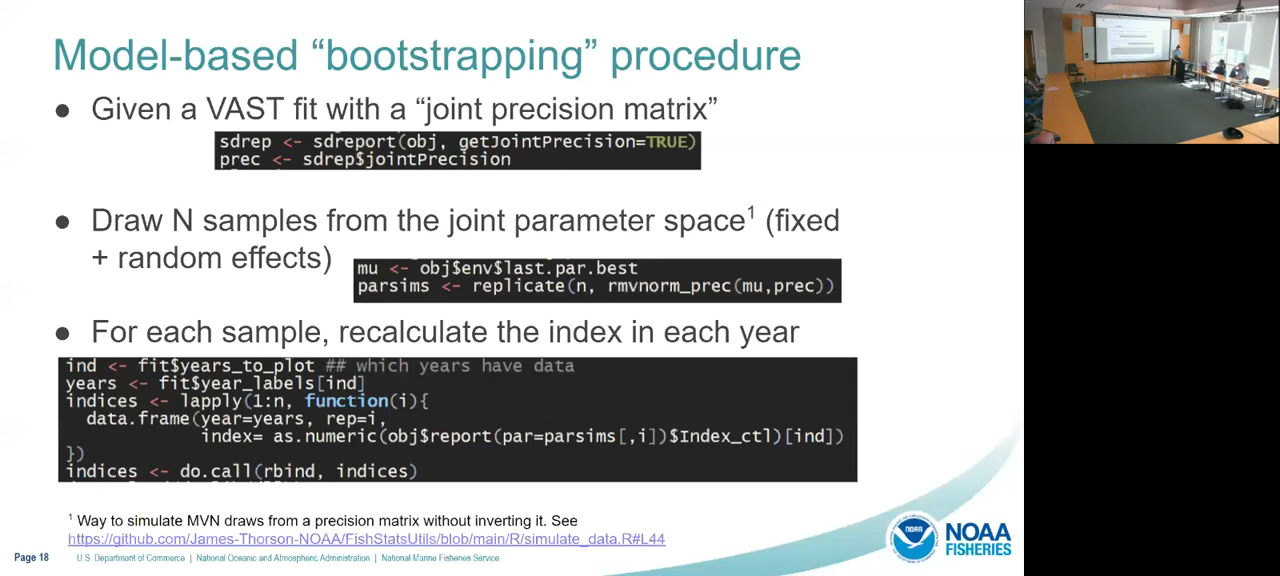 Model-based “bootstrapping” procedure
● Given a VAST fit with a “joint precision matrix”
sdrep <- sdreport(obj, getJointPrecision=TRUE)
prec <- sdrep$jointPrecision
● Draw N samples from the joint parameter space1 (fixed
+ random effects)
mu <- obj$env$last.par.best
parsims <- replicate(n, rmvnorm_prec(mu,prec))
● For each sample, recalculate the index in each year
ind <- fit$years_to_plot ## which years have data
years <- fit$year_labels[ind]
indices <- lapply(1:n, function(i){
data.frame(year=years, rep=i,
index= as.numeric(obj$report(par=parsims[,i])$Index_ctl)[ind])
})
indices <- do.call(rbind, indices)
1 Way to simulate MVN draws from a precision matrix without inverting it. See
https://github.com/James-Thorson-NOAA/FishStatsUtils/blob/main/R/simulate_data.R#L44
NOAA
NOAA
FISHERIES
Page 18 U.S. Department of Commerce | National Oceanic and Atmospheric Administration | National Marine Fisheries Service